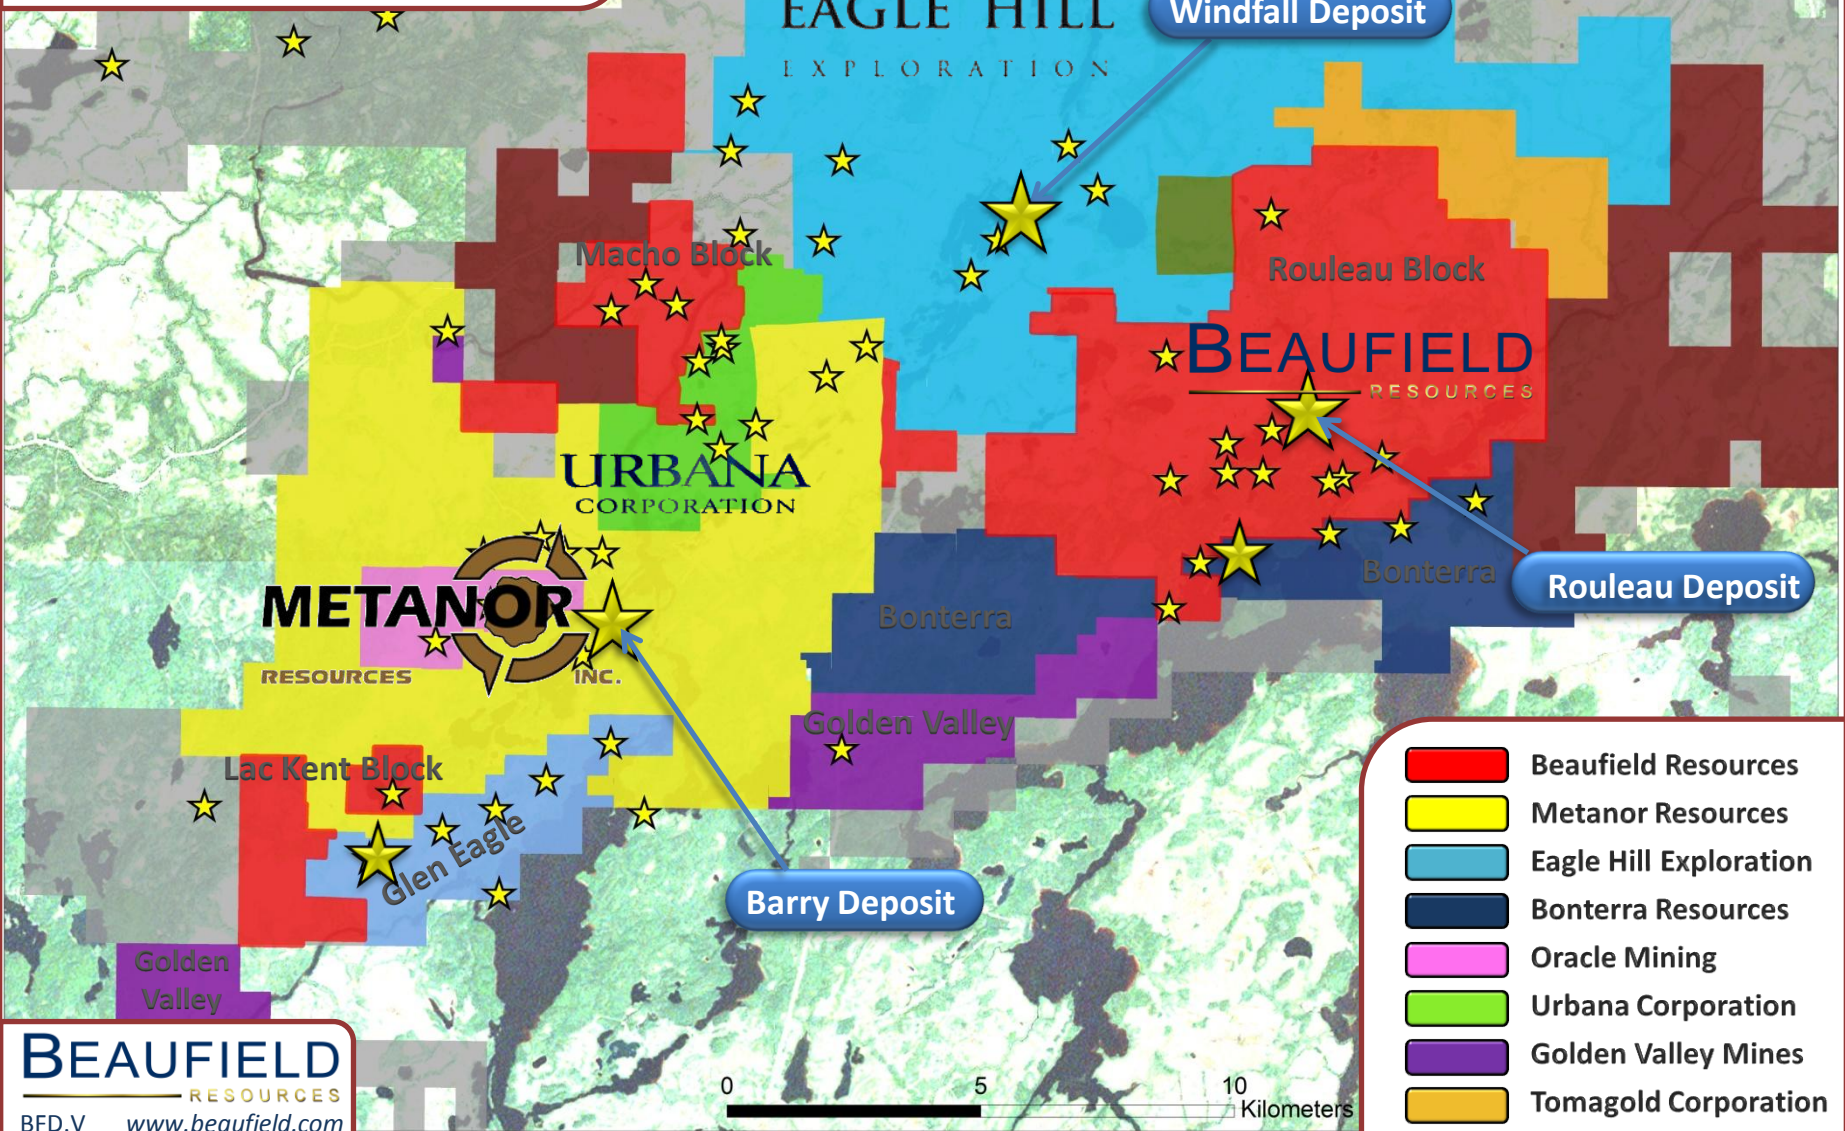 EAGLE HILL
EXPLORATION
Windfall Deposit
Macho Block
Rouleau Block
BEAUFIELD
RESOURCES
URBANA
CORPORATION
METANOR
RESOURCES INC.
Bonterra
Bonterra
Rouleau Deposit
Golden Valley
Lac Kent Block
Glen Eagle
Barry Deposit
Golden
Valley
BEAUFIELD
RESOURCES
BFD.V www.beaufield.com
0 5 10
Kilometers
Beaufield Resources
Metanor Resources
Eagle Hill Exploration
Bonterra Resources
Oracle Mining
Urbana Corporation
Golden Valley Mines
Tomagold Corporation